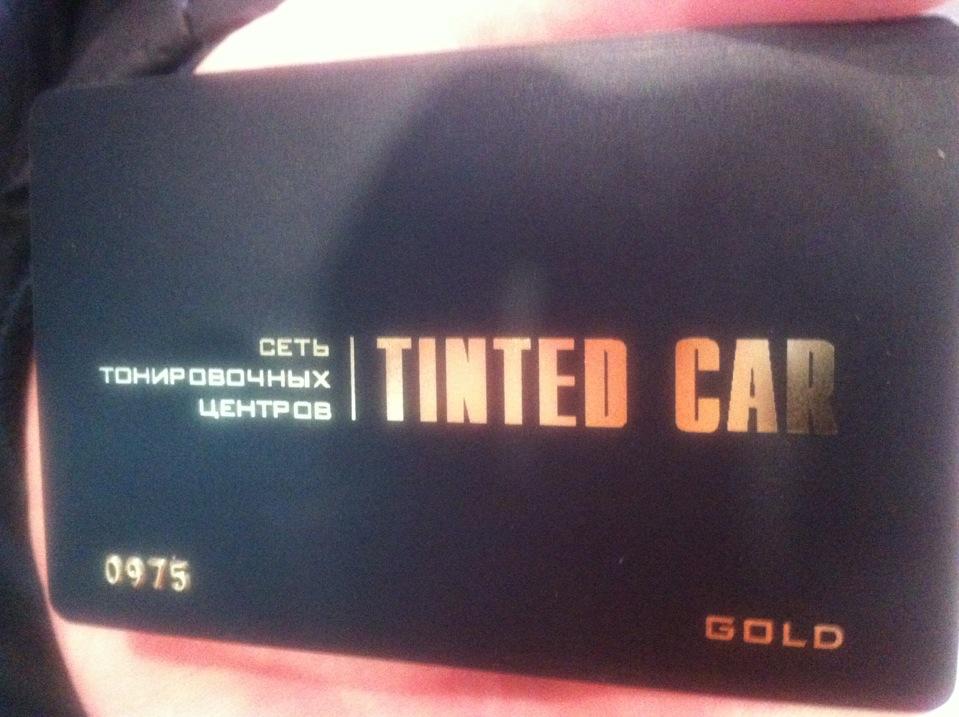 СЕТЬ
ТОНИРОВОЧНЫХ
ЦЕНТРОВ
TINTED CAR
0975
GOLD